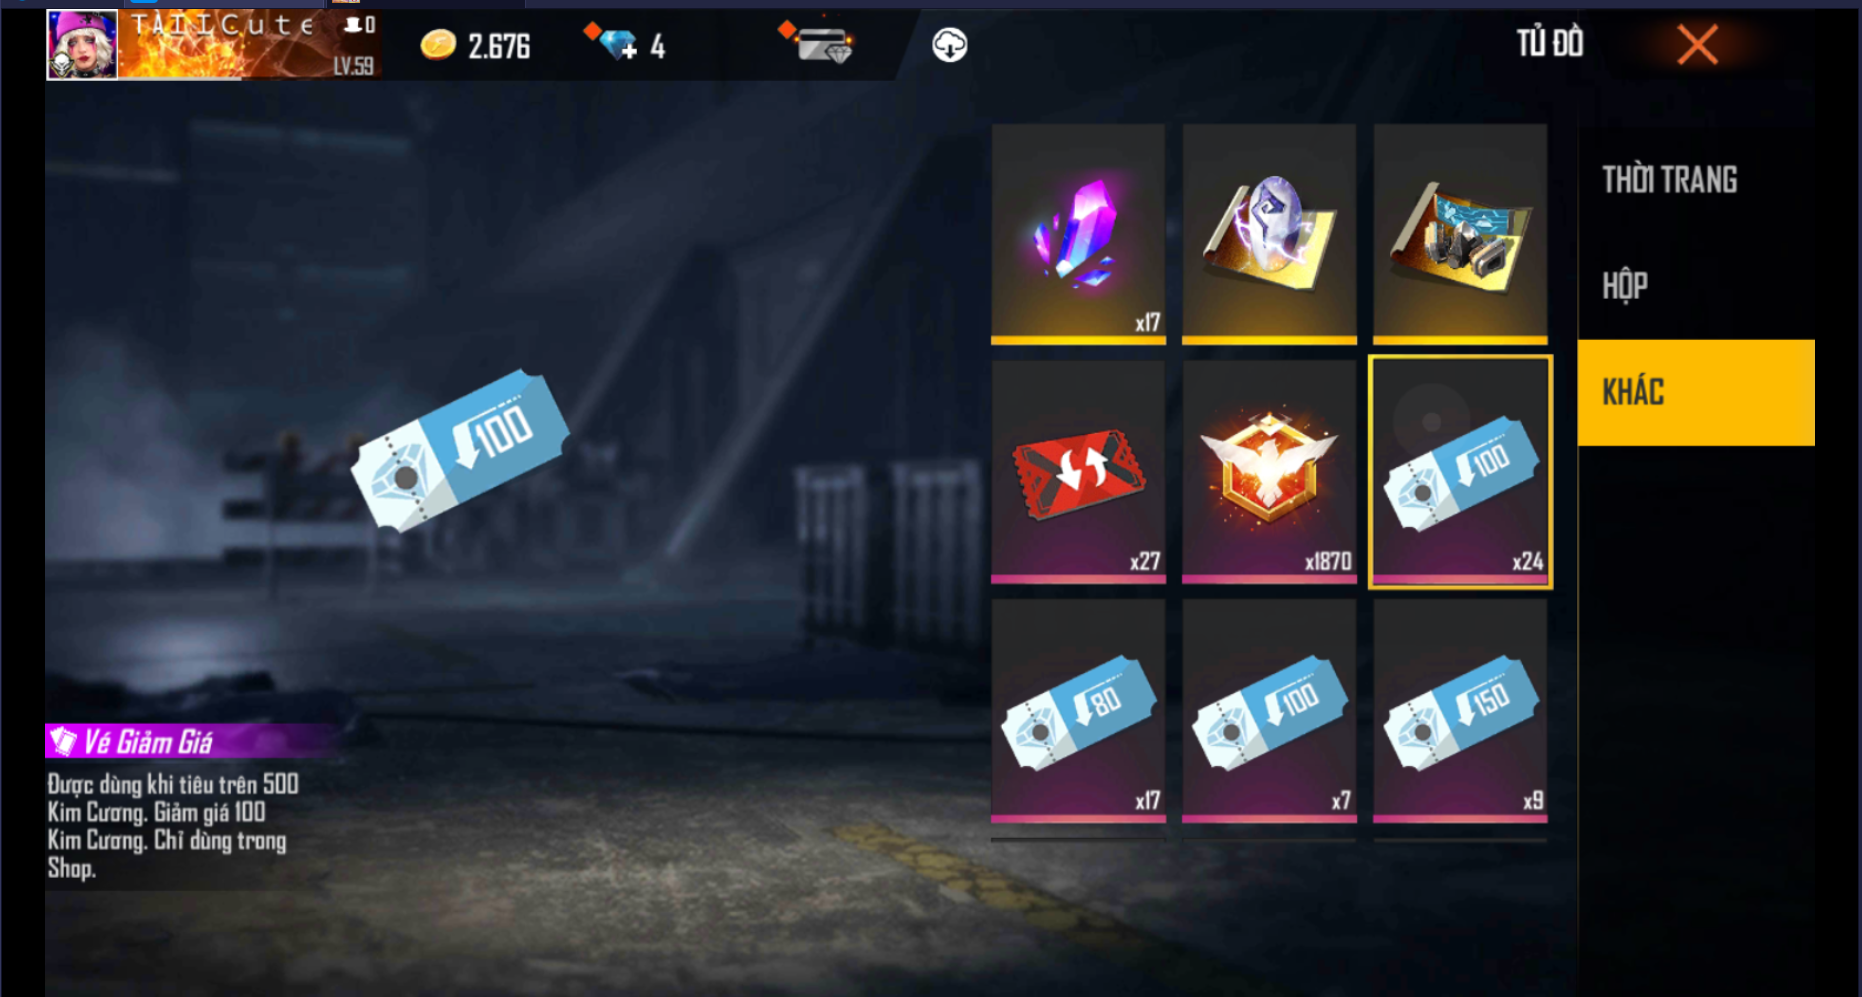 TAILCute
0
LV.59
2.676
4
TỦ ĐỒ
THỜI TRANG
HỘP
KHÁC
x17
x27
x1870
100
x24
80
x17
100
x7
150
x9
100
Vé Giảm Giá
Được dùng khi tiêu trên 500
Kim Cương. Giảm giá 100
Kim Cương. Chỉ dùng trong
Shop.